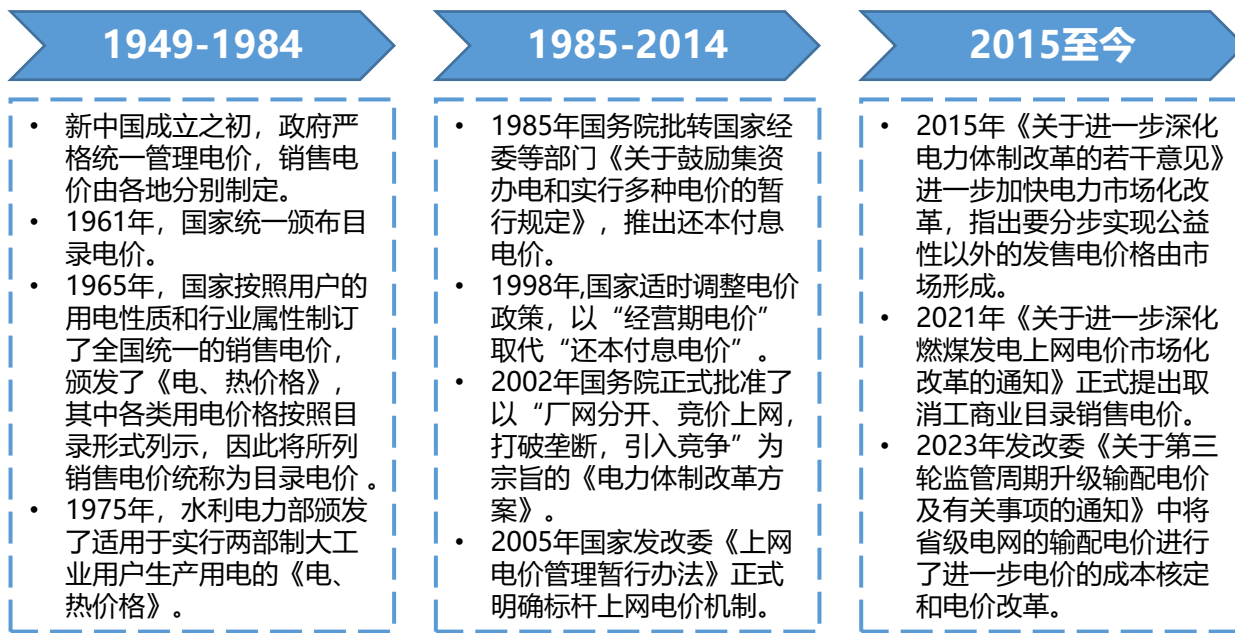 1949-1984
• 新中国成立之初，政府严
格统一管理电价，销售电
价由各地分别制定。
• 1961年，国家统一颁布目
录电价。
• 1965年，国家按照用户的
用电性质和行业属性制订
了全国统一的销售电价，
颁发了《电、热价格》，
其中各类用电价格按照目
录形式列示，因此将所列
销售电价统称为目录电价 。
• 1975年，水利电力部颁发
了适用于实行两部制大工
业用户生产用电的《电、
热价格》。
1985-2014
• 1985年国务院批转国家经
委等部门《关于鼓励集资
办电和实行多种电价的暂
行规定》，推出还本付息
电价。
• 1998年,国家适时调整电价
政策，以“经营期电价”
取代“还本付息电价”。
• 2002年国务院正式批准了
以“厂网分开、竞价上网，
打破垄断，引入竞争”为
宗旨的《电力体制改革方
案》。
• 2005年国家发改委《上网
电价管理暂行办法》正式
明确标杆上网电价机制。
2015至今
• 2015年《关于进一步深化
电力体制改革的若干意见》
进一步加快电力市场化改
革，指出要分步实现公益
性以外的发售电价格由市
场形成。
• 2021年《关于进一步深化
燃煤发电上网电价市场化
改革的通知》正式提出取
消工商业目录销售电价。
• 2023年发改委《关于第三
轮监管周期升级输配电价
及有关事项的通知》中将
省级电网的输配电价进行
了进一步电价的成本核定
和电价改革。